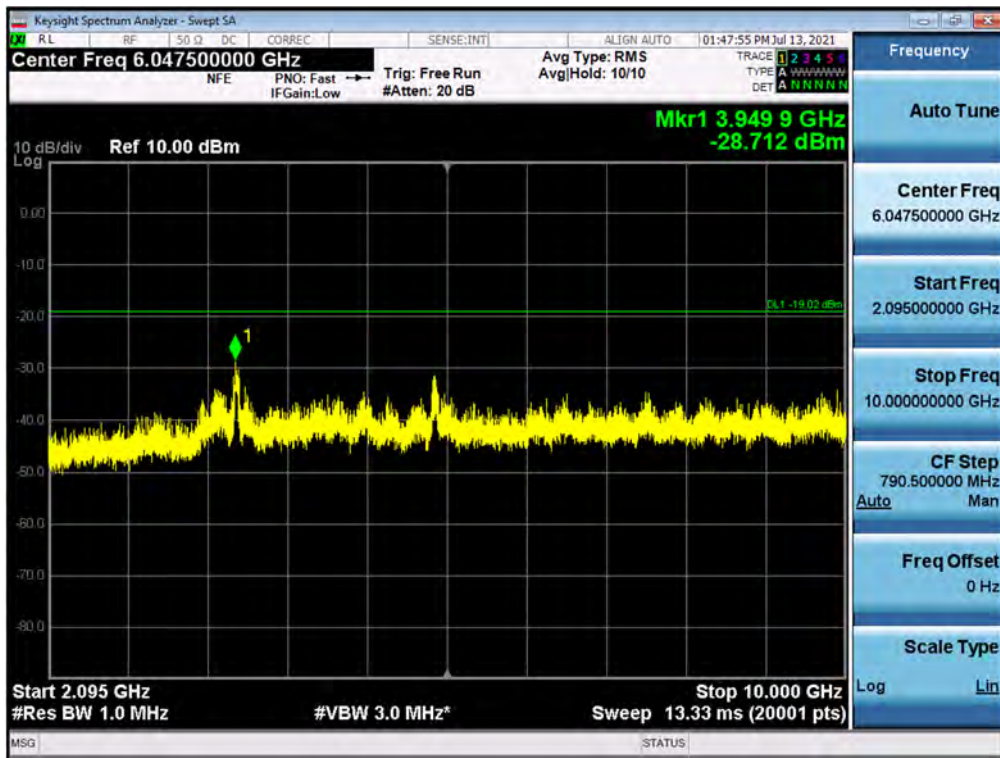 Keysight Spectrum Analyzer - Swept SA
LXI RL RF 50 Ω DC CORREC SENSE:INT ALIGN AUTO 01:47:55 PM Jul 13, 2021
Center Freq 6.047500000 GHz
NFE PNO: Fast Trig: Free Run Avg Type: RMS TRACE 1 2 3 4 5 6
IFGain:Low #Atten: 20 dB Avg|Hold: 10/10 TYPE A WWWWW
DET A N N N N N
Mkr1 3.949 9 GHz
-28.712 dBm
10 dB/div Ref 10.00 dBm
Log
0.00
-10.0
DL1 -19.02 dBm
-20.0
1
-30.0
-40.0
-50.0
-60.0
-70.0
-80.0
Start 2.095 GHz Stop 10.000 GHz
#Res BW 1.0 MHz #VBW 3.0 MHz* Sweep 13.33 ms (20001 pts)
MSG STATUS
Frequency
Auto Tune
Center Freq
6.047500000 GHz
Start Freq
2.095000000 GHz
Stop Freq
10.000000000 GHz
CF Step
790.500000 MHz
Auto Man
Freq Offset
0 Hz
Scale Type
Log Lin